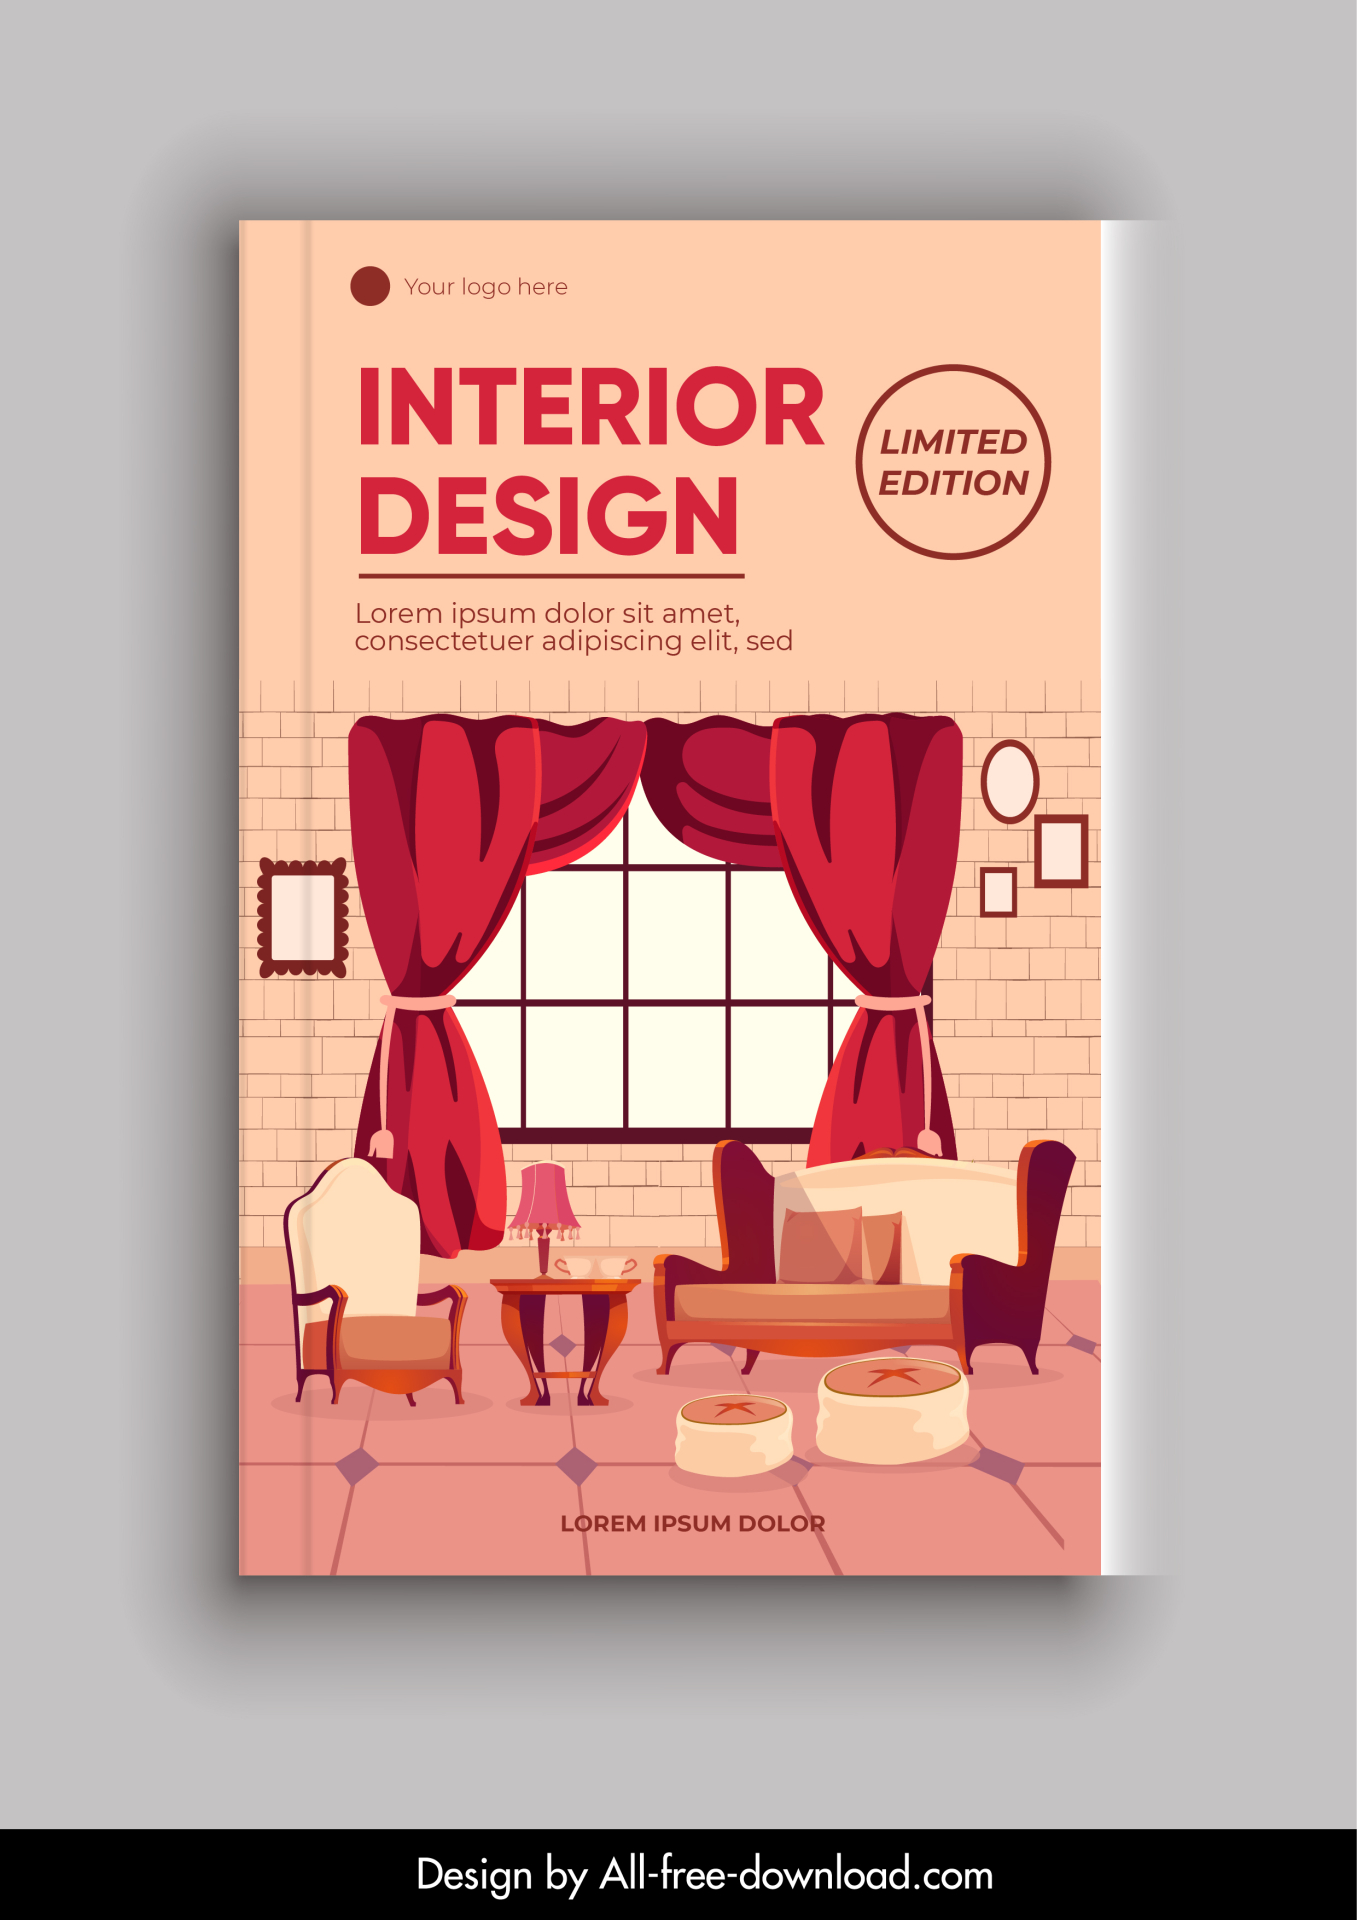 Your logo here
INTERIOR
DESIGN
LIMITED
EDITION
Lorem ipsum dolor sit amet,
consectetuer adipiscing elit, sed
LOREM IPSUM DOLOR
Design by All-free-download.com